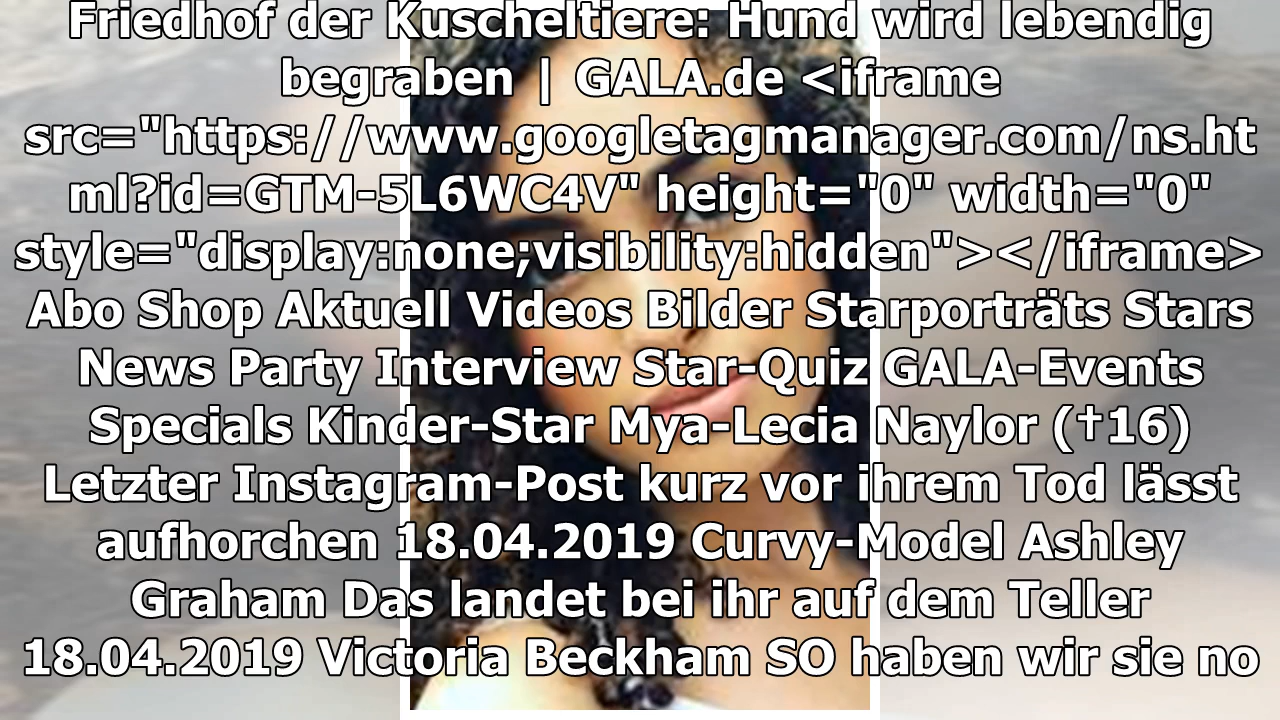 Friedhof der Kuscheltiere: Hund wird lebendig
begraben | GALA.de <iframe
src="https://www.googletagmanager.com/ns.ht
ml?id=GTM-5L6WC4V" height="0" width="0"
style="display:none;visibility:hidden"></iframe>
Abo Shop Aktuell Videos Bilder Starporträts Stars
News Party Interview Star-Quiz GALA-Events
Specials Kinder-Star Mya-Lecia Naylor (†16)
Letzter Instagram-Post kurz vor ihrem Tod lässt
aufhorchen 18.04.2019 Curvy-Model Ashley
Graham Das landet bei ihr auf dem Teller
18.04.2019 Victoria Beckham SO haben wir sie no